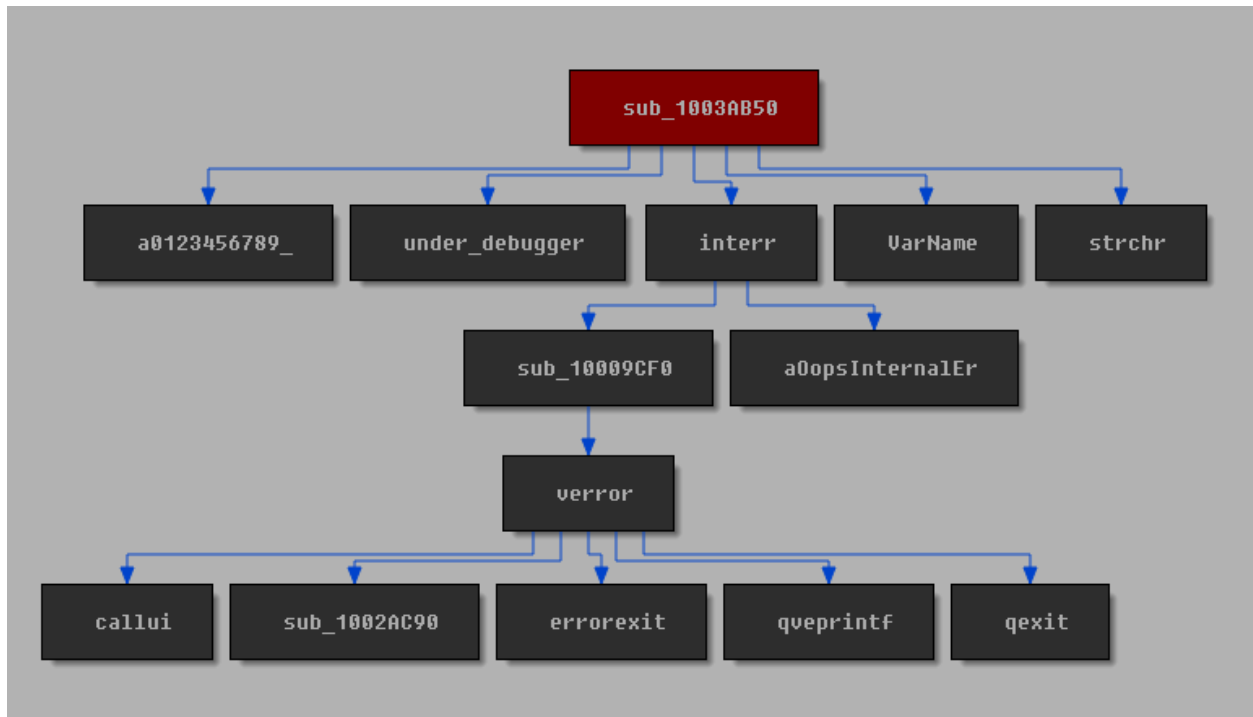 sub_1003AB50
a0123456789_
under_debugger
interr
VarName
strchr
sub_10009CF0
aOopsInternalEr
verror
callui
sub_1002AC90
errorexit
qveprintf
qexit